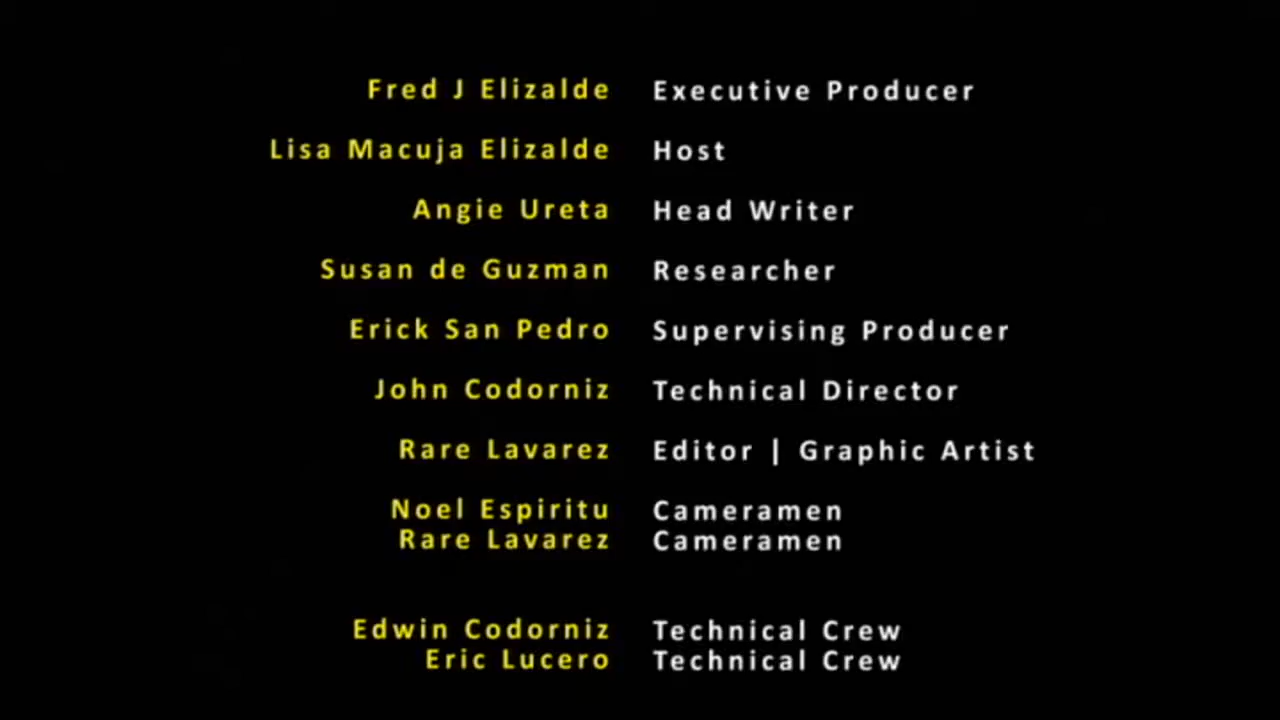 Fred J Elizalde Executive Producer
Lisa Macuja Elizalde Host
Angie Ureta Head Writer
Susan de Guzman Researcher
Erick San Pedro Supervising Producer
John Codorniz Technical Director
Rare Lavarez Editor | Graphic Artist
Noel Espiritu Cameramen
Rare Lavarez Cameramen
Edwin Codorniz Technical Crew
Eric Lucero Technical Crew